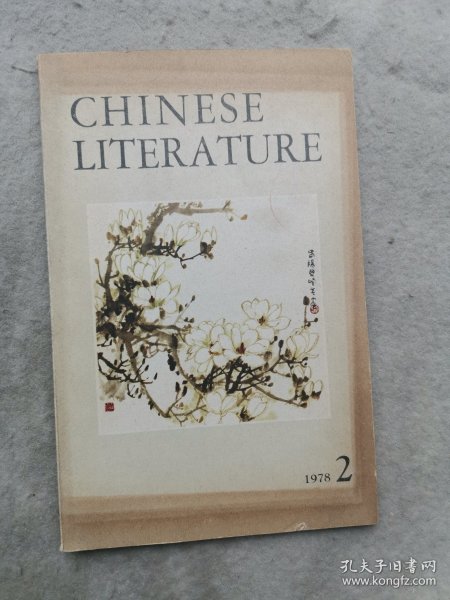 CHINESE
LITERATURE
1978 2
孔夫子旧书网
www.kongfz.com